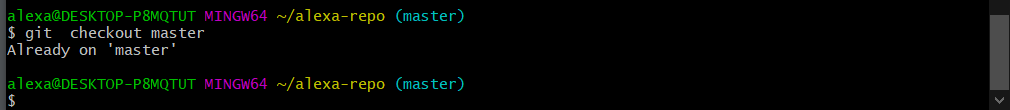 alexa@DESKTOP-P8MQTUT MINGW64 ~/alexa-repo (master)
$ git  checkout master
Already on 'master'
alexa@DESKTOP-P8MQTUT MINGW64 ~/alexa-repo (master)
$